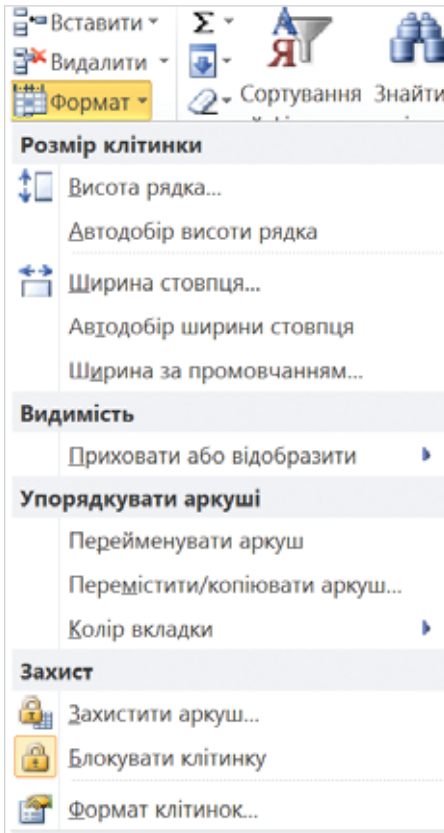 Вставити
Видалити
Формат
Σ
АЯ
Сортування
Знайти
Розмір клітинки
Висота рядка...
Автодобір висоти рядка
Ширина стовпця...
Автодобір ширини стовпця
Ширина за промовчанням...
Видимість
Приховати або відобразити
Упорядкувати аркуші
Перейменувати аркуш
Перемістити/копіювати аркуш...
Колір вкладки
Захист
Захистити аркуш...
Блокувати клітинку
Формат клітинок...